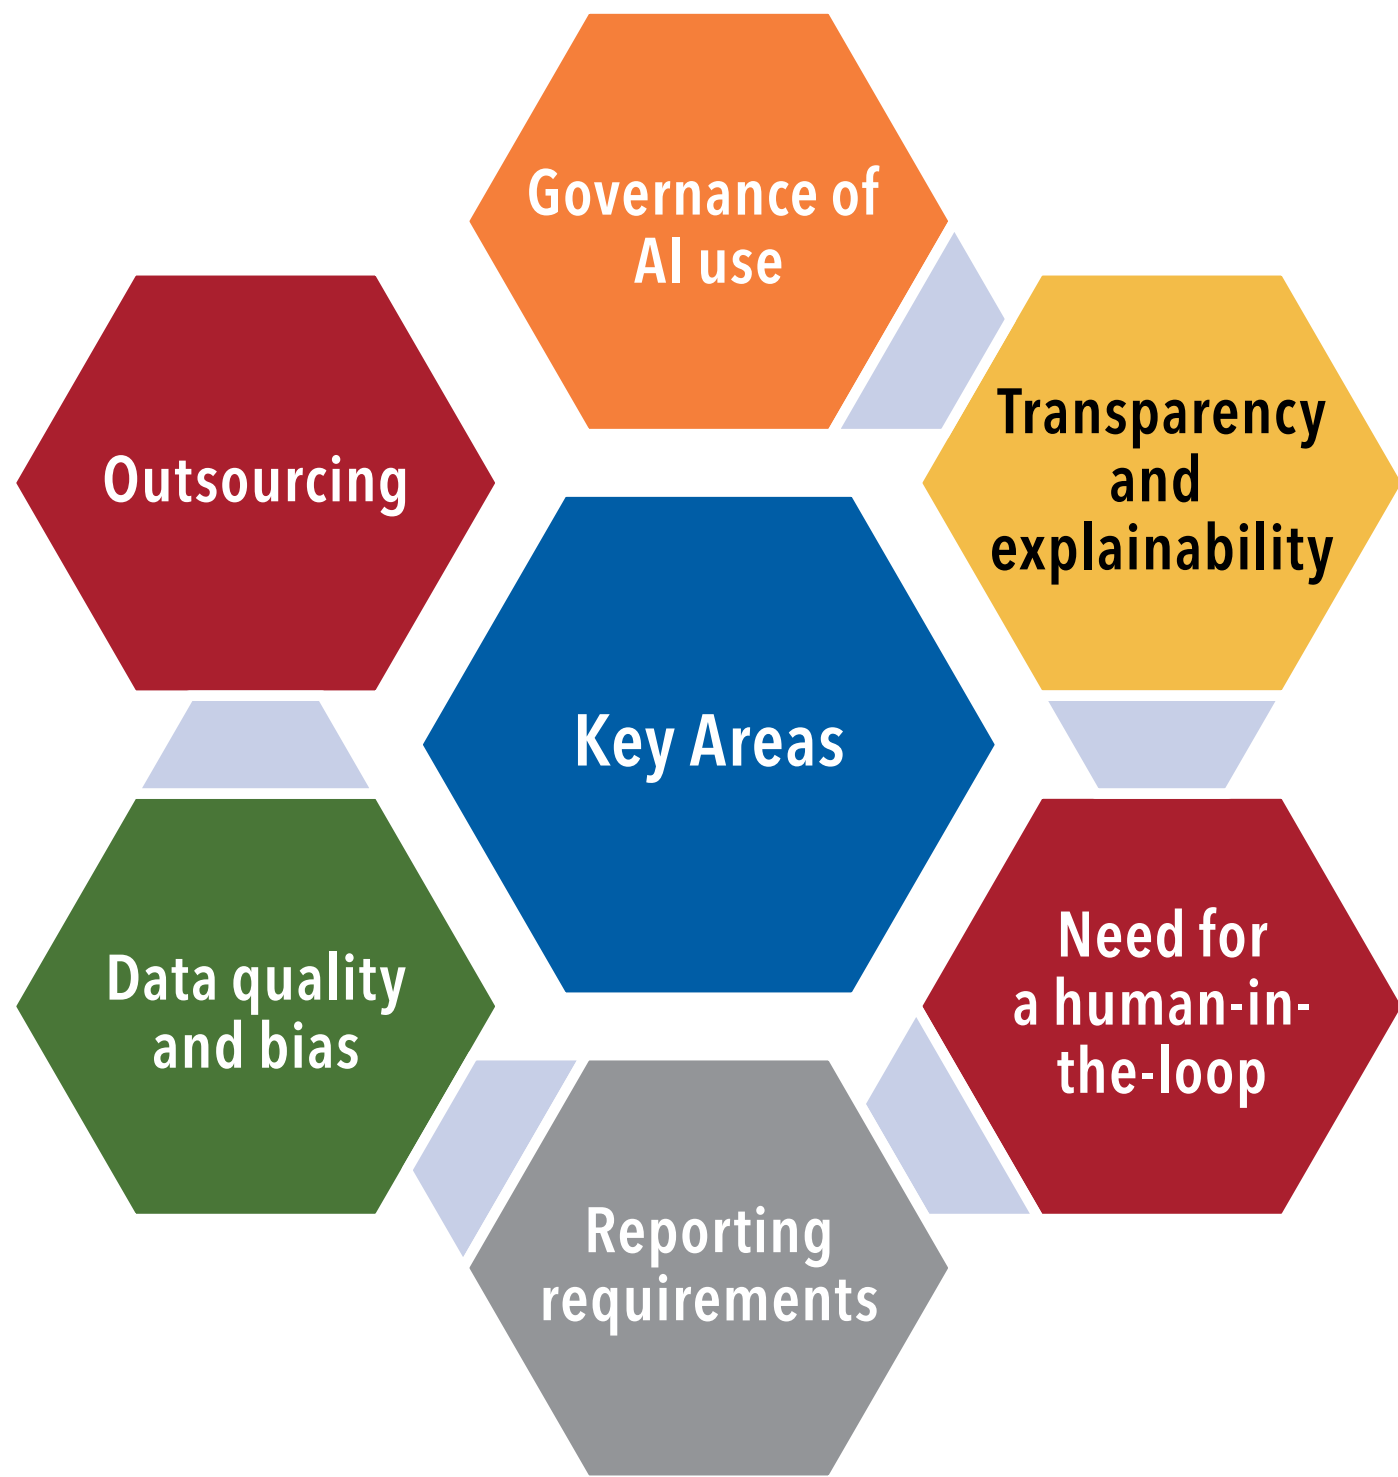 Governance of
AI use
Transparency
and
explainability
Outsourcing
Key Areas
Need for
a human-in-
the-loop
Data quality
and bias
Reporting
requirements